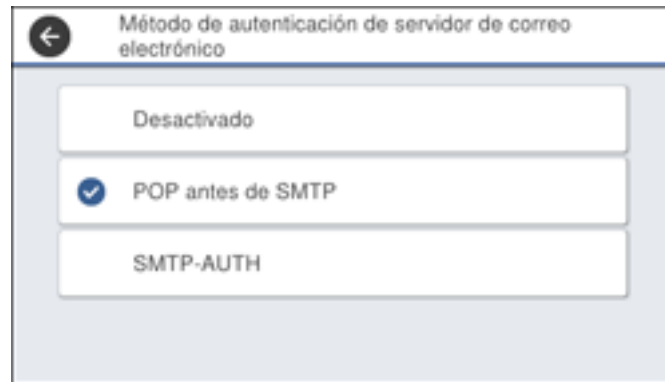 Método de autenticación de servidor de correo
electrónico
Desactivado
POP antes de SMTP
SMTP-AUTH